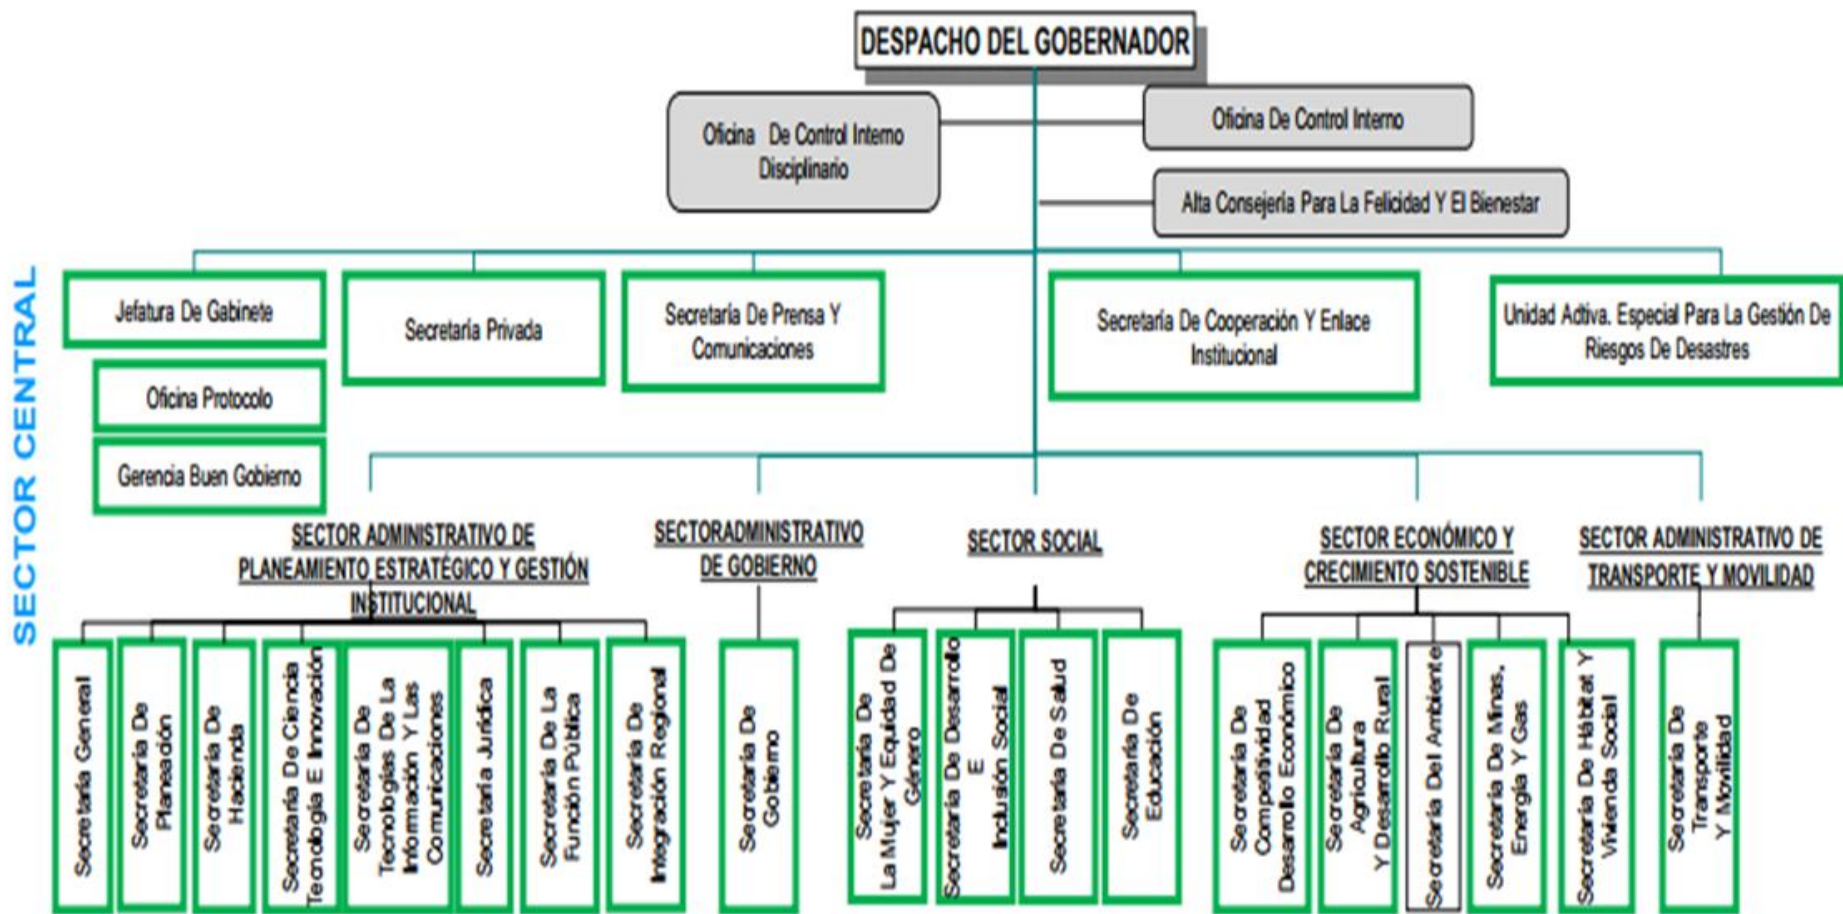 DESPACHO DEL GOBERNADOR
Oficina De Control Interno
Disciplinario
Oficina De Control Interno
Alta Consejería Para La Felicidad Y El Bienestar
SECTOR CENTRAL
Jefatura De Gabinete
Secretaría Privada
Secretaría De Prensa Y
Comunicaciones
Secretaría De Cooperación Y Enlace
Institucional
Unidad Adtiva. Especial Para La Gestión De
Riesgos De Desastres
Oficina Protocolo
Gerencia Buen Gobierno
SECTOR ADMINISTRATIVO DE
PLANEAMIENTO ESTRATÉGICO Y GESTIÓN
INSTITUCIONAL
SECTORADMINISTRATIVO
DE GOBIERNO
SECTOR SOCIAL
SECTOR ECONÓMICO Y
CRECIMIENTO SOSTENIBLE
SECTOR ADMINISTRATIVO DE
TRANSPORTE Y MOVILIDAD
Secretaría General
Secretaría De
Planeación
Secretaría De
Hacienda
Secretaría De Ciencia
Tecnología E Innovación
Secretaría De
Tecnologías De La
Información Y Las
Comunicaciones
Secretaría Jurídica
Secretaría De La
Función Pública
Secretaría De
Integración Regional
Secretaría De
Gobierno
Secretaría De
La Mujer Y Equidad De
Género
Secretaría De Desarrollo
E
Inclusión Social
Secretaría De Salud
Secretaría De
Educación
Secretaría De
Competitividad
Desarrollo Económico
Secretaría De
Agricultura
Y Desarrollo Rural
Secretaría Del Ambiente
Secretaría De Minas,
Energía Y Gas
Secretaría De Hábitat Y
Vivienda Social
Secretaría De
Transporte
Y Movilidad